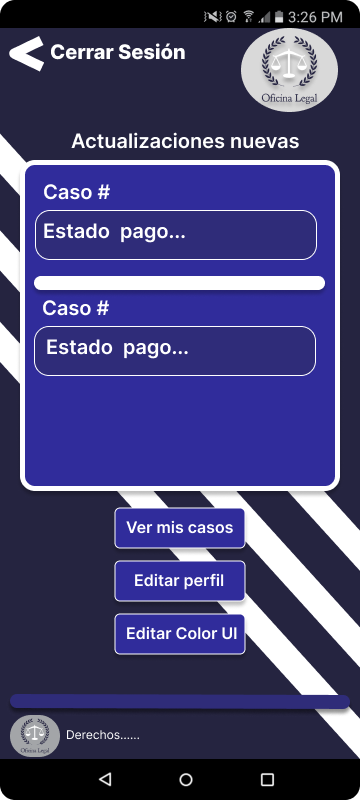 3:26 PM
Cerrar Sesión
Oficina Legal
Actualizaciones nuevas
Caso #
Estado pago...
Caso #
Estado pago...
Ver mis casos
Editar perfil
Editar Color UI
Oficina Legal
Derechos......